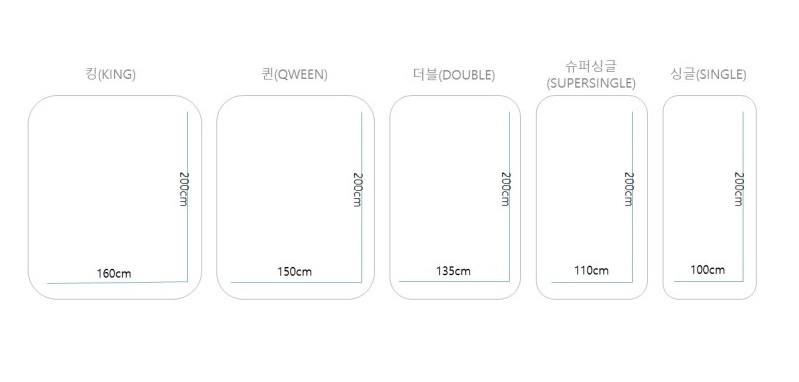 킹(KING)
퀸(QWEEN)
더블(DOUBLE)
슈퍼싱글
(SUPERSINGLE)
싱글(SINGLE)
200cm
160cm
200cm
150cm
200cm
135cm
200cm
110cm
200cm
100cm